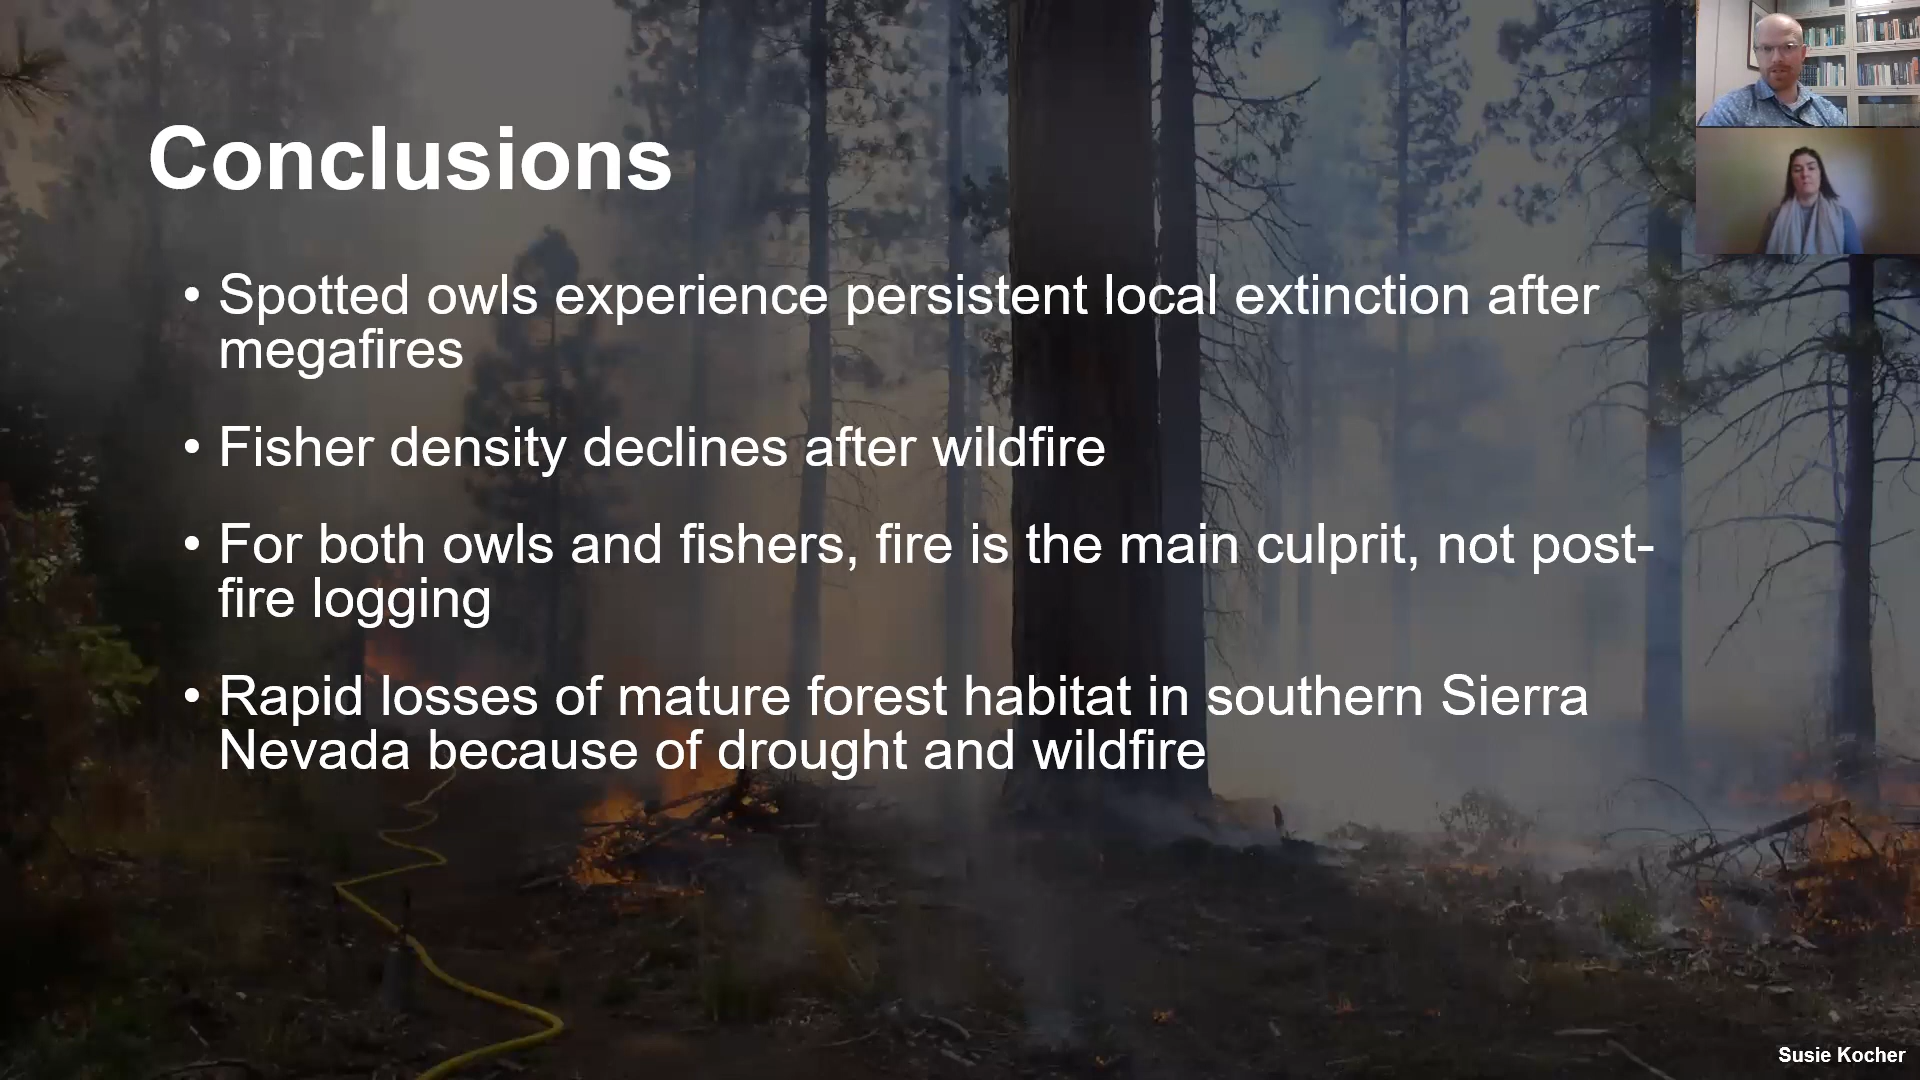 Conclusions
• Spotted owls experience persistent local extinction after
megafires
• Fisher density declines after wildfire
• For both owls and fishers, fire is the main culprit, not post-
fire logging
• Rapid losses of mature forest habitat in southern Sierra
Nevada because of drought and wildfire
Susie Kocher